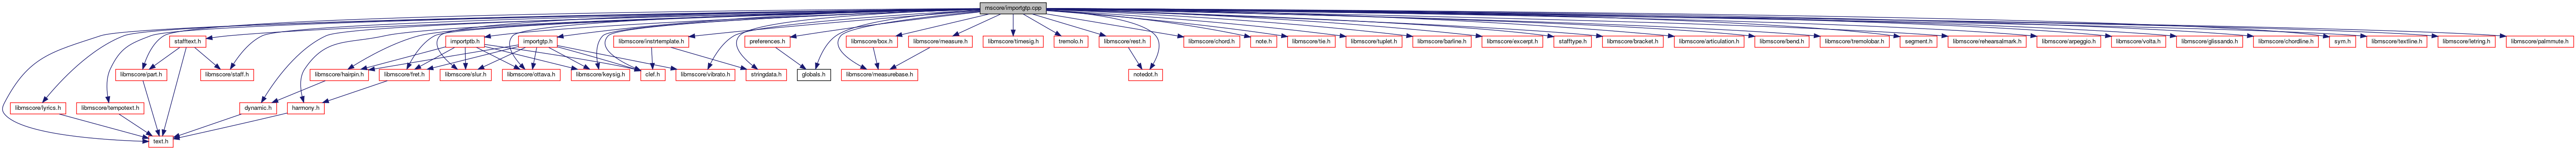 mscore/importgtp.cpp
stafftext.h
importptb.h
importgtp.h
libmscore/instrtemplate.h
preferences.h
libmscore/box.h
libmscore/measure.h
libmscore/timesig.h
tremolo.h
libmscore/rest.h
libmscore/chord.h
note.h
libmscore/tie.h
libmscore/tuplet.h
libmscore/barline.h
libmscore/excerpt.h
stafftype.h
libmscore/bracket.h
libmscore/articulation.h
libmscore/bend.h
libmscore/tremolobar.h
segment.h
libmscore/rehearsalmark.h
libmscore/arpeggio.h
libmscore/volta.h
libmscore/glissando.h
libmscore/chordline.h
sym.h
libmscore/textline.h
libmscore/letring.h
libmscore/palmmute.h
libmscore/part.h
libmscore/staff.h
libmscore/hairpin.h
libmscore/fret.h
libmscore/slur.h
libmscore/ottava.h
libmscore/keysig.h
clef.h
libmscore/vibrato.h
stringdata.h
globals.h
libmscore/measurebase.h
notedot.h
libmscore/lyrics.h
libmscore/tempotext.h
dynamic.h
harmony.h
text.h